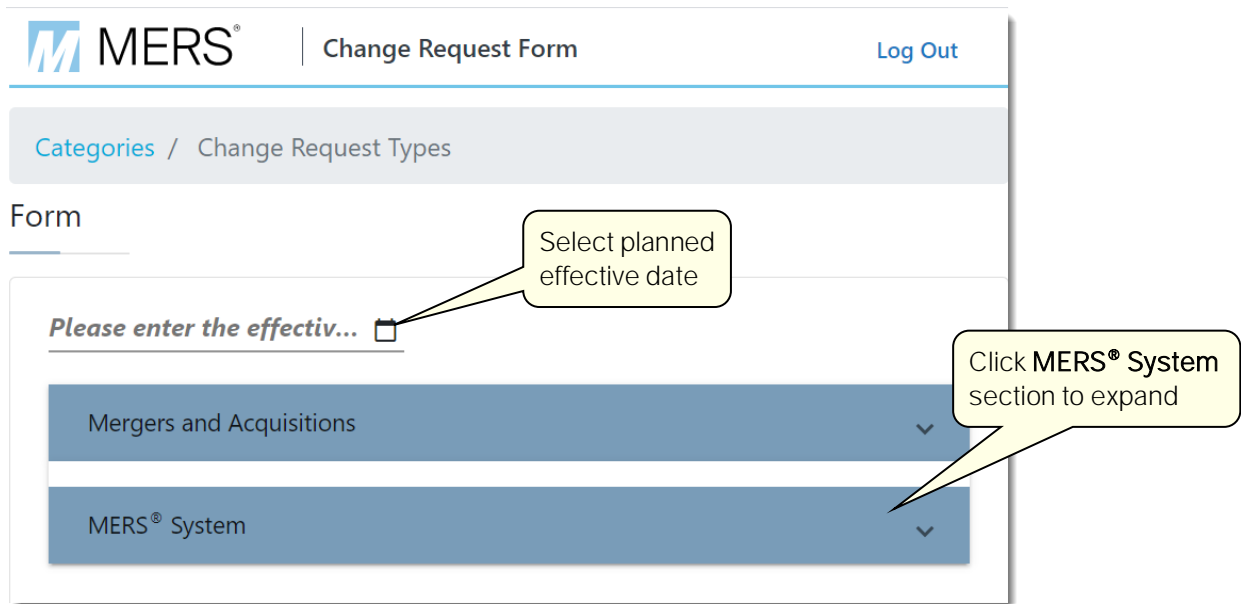 MERS® Change Request Form Log Out
Categories / Change Request Types
Form
Select planned
effective date
Please enter the effectiv...
Click MERS® System
section to expand
Mergers and Acquisitions
MERS® System